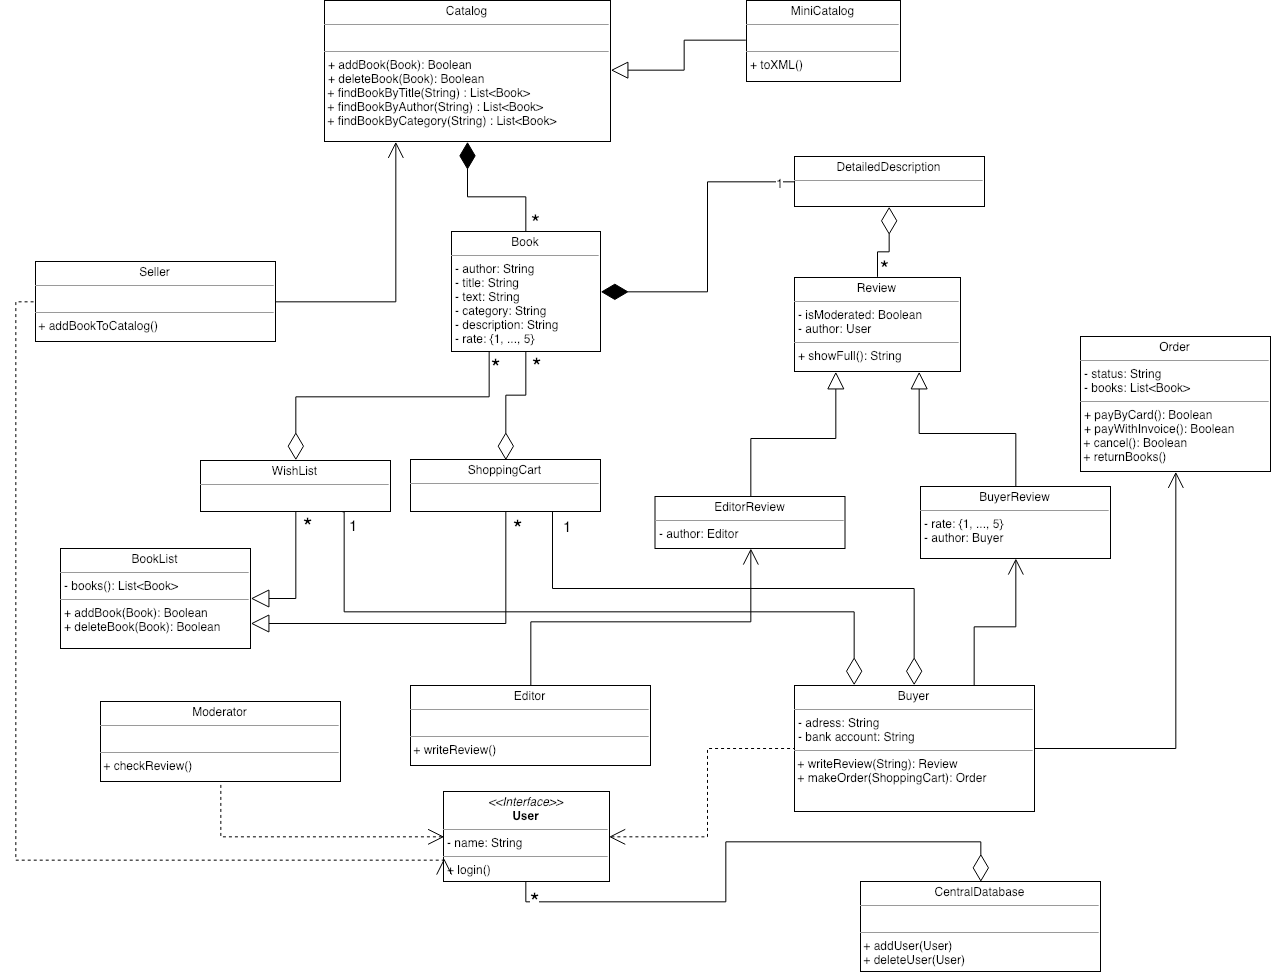 Catalog
+ addBook(Book): Boolean
+ deleteBook(Book): Boolean
+ findBookByTitle(String) : List<Book>
+ findBookByAuthor(String) : List<Book>
+ findBookByCategory(String) : List<Book>
MiniCatalog
+ toXML()
DetailedDescription
1
*
*
Book
- author: String
- title: String
- text: String
- category: String
- description: String
- rate: {1, ..., 5}
Seller
+ addBookToCatalog()
Review
- isModerated: Boolean
- author: User
+ showFull(): String
Order
- status: String
- books: List<Book>
+ payByCard(): Boolean
+ payWithInvoice(): Boolean
+ cancel(): Boolean
+ returnBooks()
*
*
WishList
ShoppingCart
EditorReview
- author: Editor
BuyerReview
- rate: {1, ..., 5}
- author: Buyer
*
1
*
1
BookList
- books(): List<Book>
+ addBook(Book): Boolean
+ deleteBook(Book): Boolean
Moderator
+ checkReview()
Editor
+ writeReview()
Buyer
- adress: String
- bank account: String
+ writeReview(String): Review
+ makeOrder(ShoppingCart): Order
<<Interface>>
User
- name: String
+ login()
*
CentralDatabase
+ addUser(User)
+ deleteUser(User)